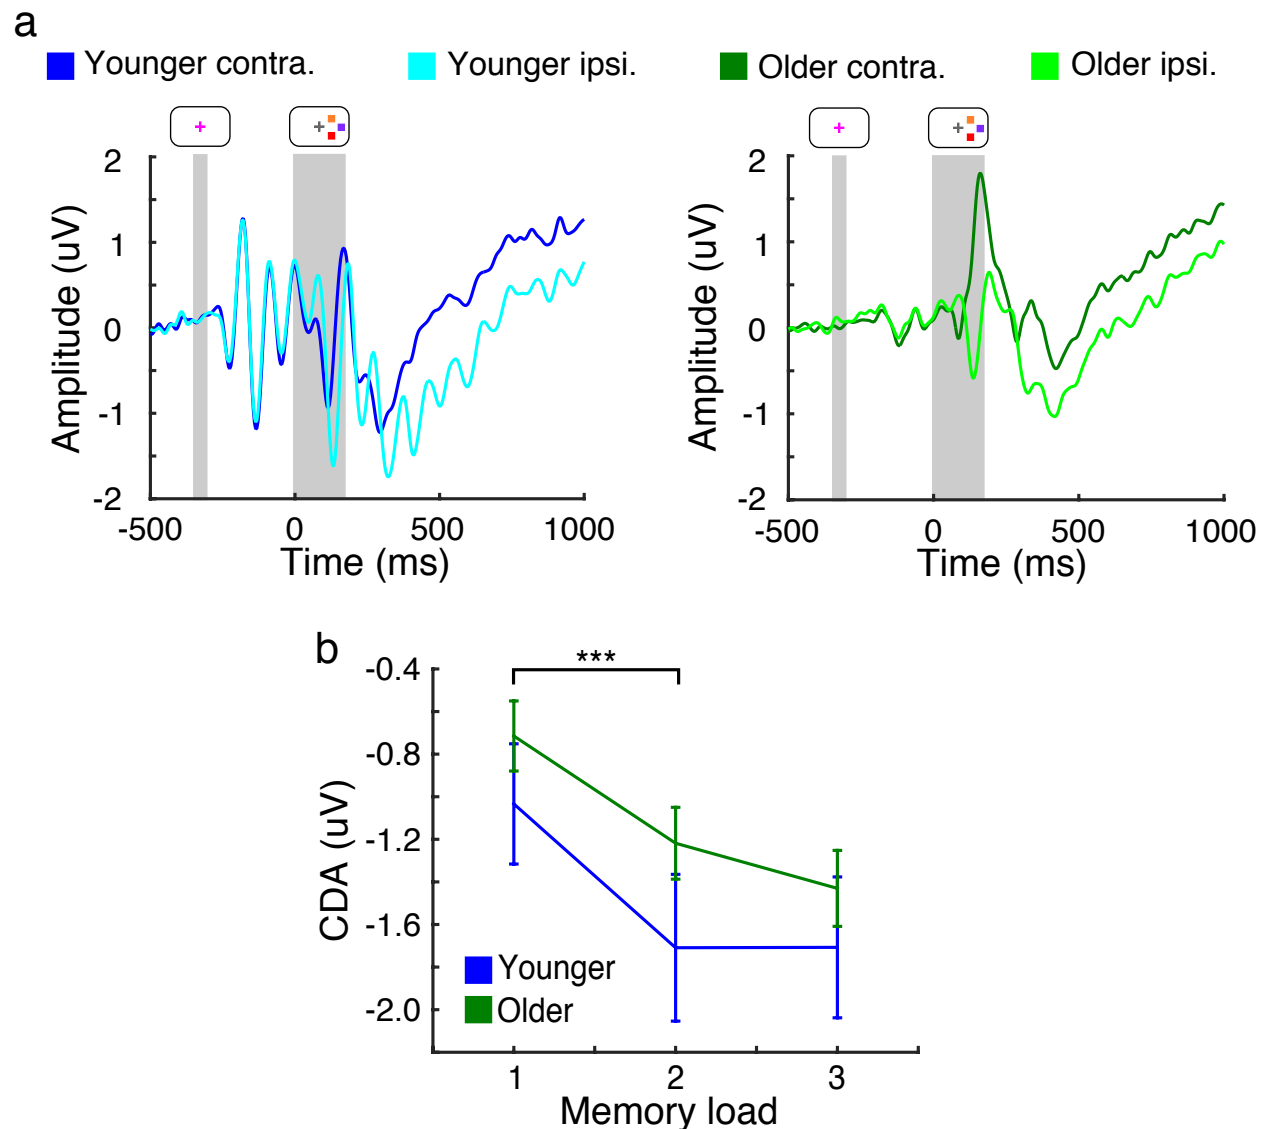 a
Younger contra. Younger ipsi. Older contra. Older ipsi.
2
1
0
-1
-2
Amplitude (uV)
-500 0 500 1000
Time (ms)
2
1
0
-1
-2
Amplitude (uV)
-500 0 500 1000
Time (ms)
b
***
-0.4
-0.8
-1.2
-1.6
-2.0
CDA (uV)
Younger
Older
1 2 3
Memory load